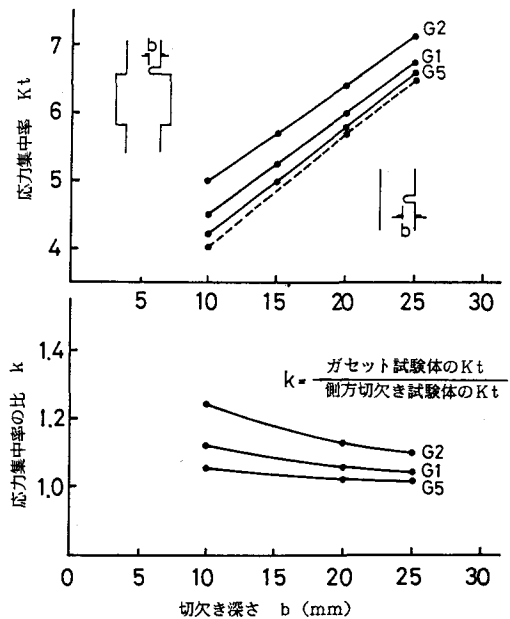 応力集中率 Kt
7
6
5
4
b
G2
G1
G5
b
5 10 15 20 25 30
応力集中率の比 k
1.4
1.2
1.0
k= ガセット試験体のKt
側方切欠き試験体のKt
G2
G1
G5
0 5 10 15 20 25 30
切欠き深さ b (mm)